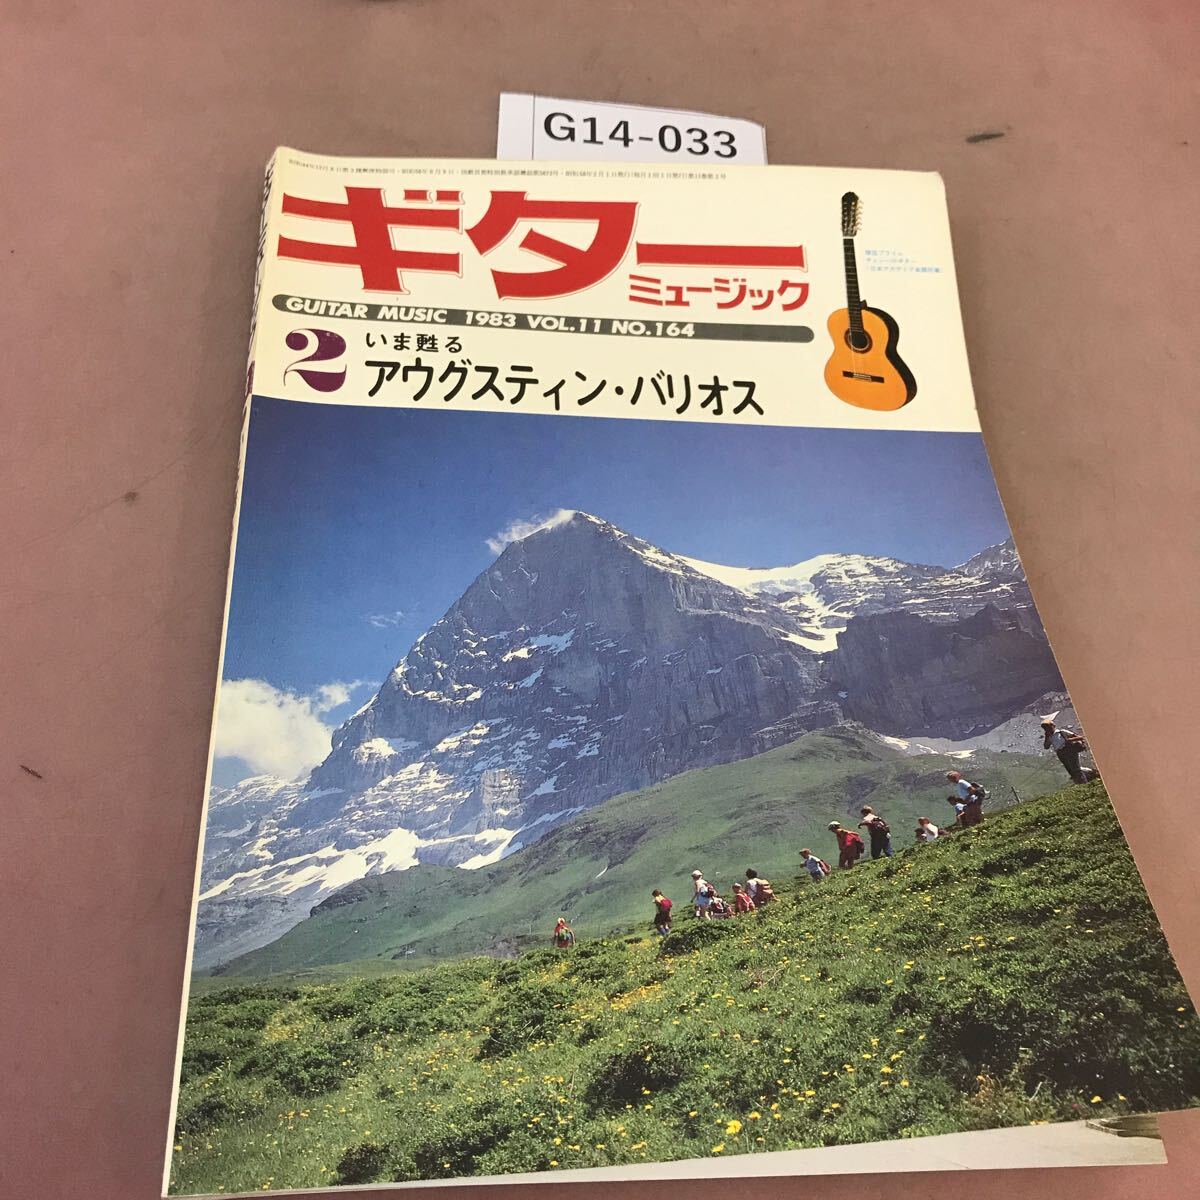 G14-033
ギター
ミュージック
GUITAR MUSIC 1983 VOL.11 NO.164
2
いま甦る
アウグスティン・バリオス